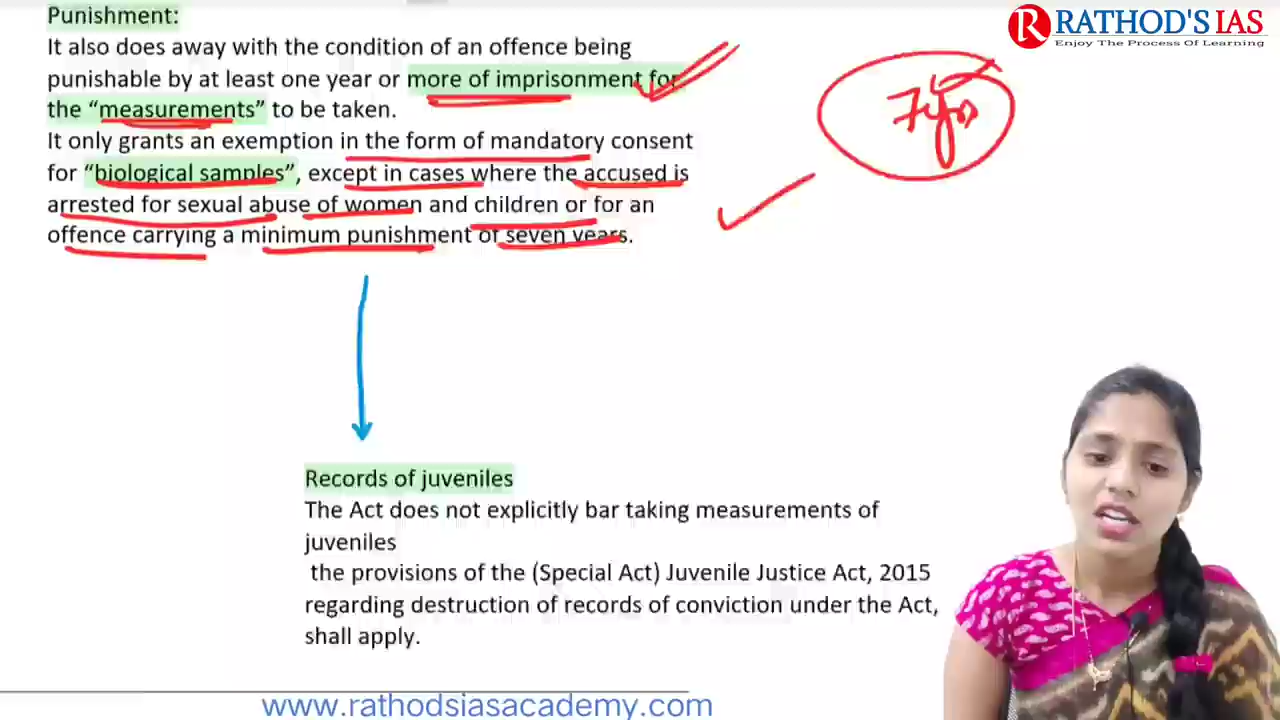 Punishment:
It also does away with the condition of an offence being
punishable by at least one year or more of imprisonment for
the “measurements” to be taken.
It only grants an exemption in the form of mandatory consent
for “biological samples”, except in cases where the accused is
arrested for sexual abuse of women and children or for an
offence carrying a minimum punishment of seven years.
R RATHOD'S IAS
Enjoy The Process Of Learning
7yrs
Records of juveniles
The Act does not explicitly bar taking measurements of
juveniles
the provisions of the (Special Act) Juvenile Justice Act, 2015
regarding destruction of records of conviction under the Act,
shall apply.
www.rathodsiasacademy.com